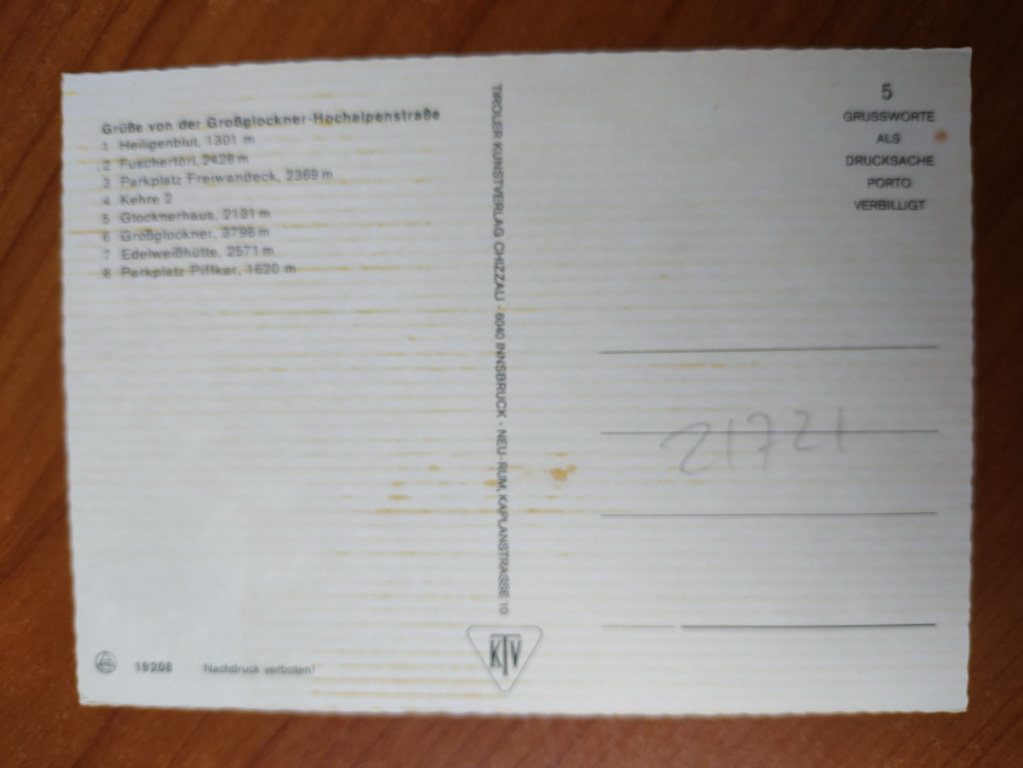 Grüße von der Großglockner-Hochalpenstraße
1 Heiligenblut, 1301 m
2 Fuschertörl, 2428 m
3 Parkplatz Freiwandeck, 2369 m
4 Kehre 2
5 Glocknerhaus, 2131 m
6 Großglockner, 3798 m
7 Edelweißhütte, 2571 m
8 Parkplatz Piffkar, 1620 m
19208 Nachdruck verboten!
TIROLER KUNSTVERLAG CHIZZALI · 6040 INNSBRUCK - NEU-RUM, KAPLANSTRASSE 10
KTV
5
GRUSSWORTE
ALS
DRUCKSACHE
PORTO
VERBILLIGT
21721